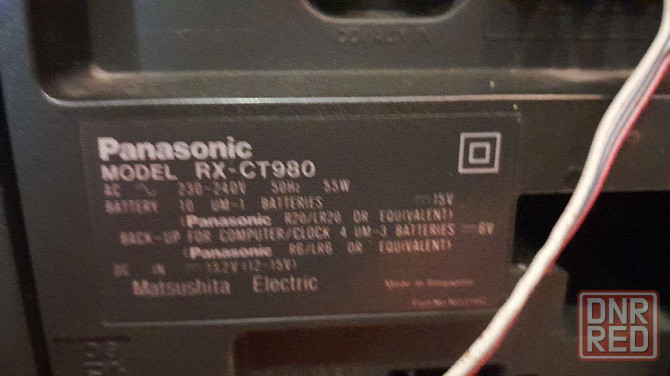 Panasonic
MODEL RX-CT980
AC ∿ 230-240V 50Hz 55W
BATTERY 10 UM-1 BATTERIES ⎓15V
(Panasonic R20/LR20 OR EQUIVALENT)
BACK-UP FOR COMPUTER/CLOCK 4 UM-3 BATTERIES ⎓6V
(Panasonic R6/LR6 OR EQUIVALENT)
DC IN ⎓13.2V(12-15V)
Matsushita Electric
Made in Singapore
DNR
RED